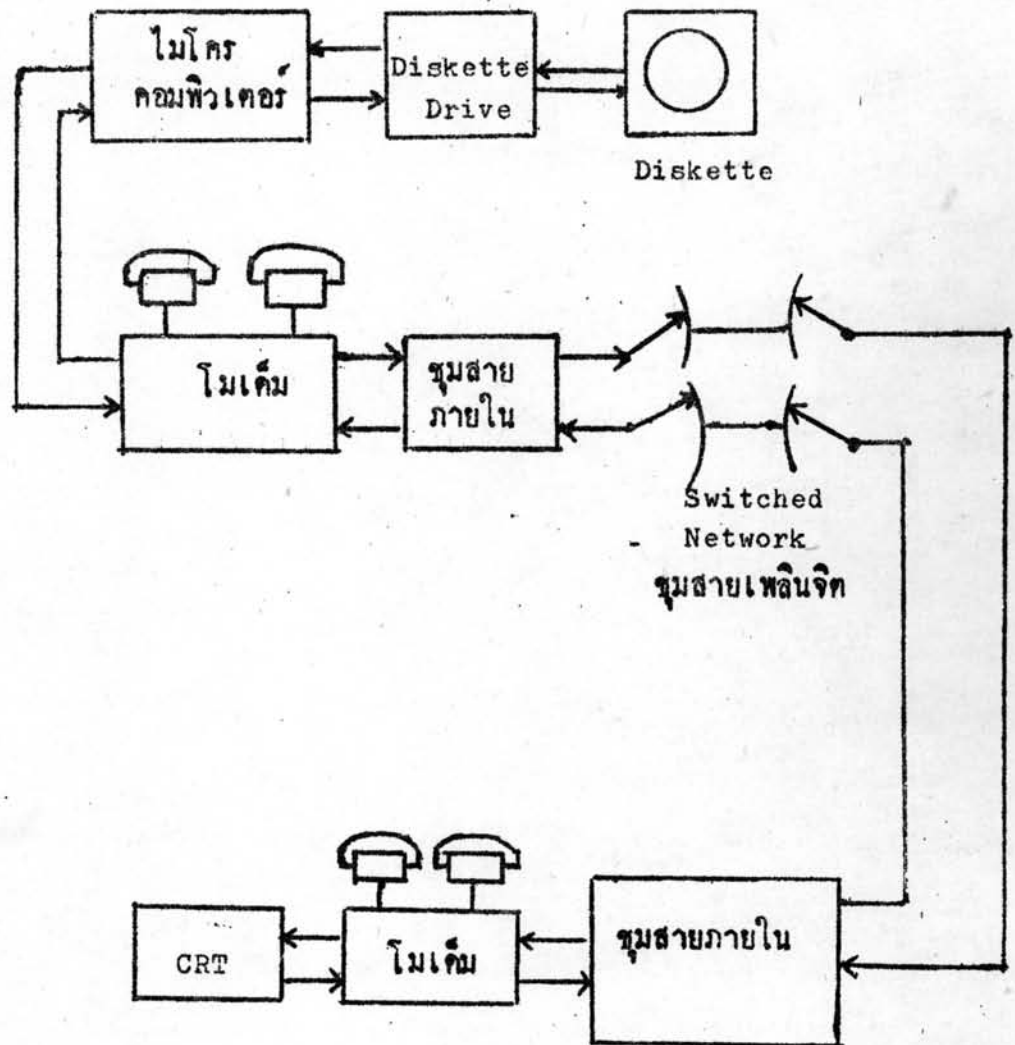 ไมโคร
คอมพิวเตอร์
Diskette
Drive
Diskette
โมเด็ม
ชุมสาย
ภายใน
Switched
Network
ชุมสายเพลินจิต
CRT
โมเด็ม
ชุมสายภายใน